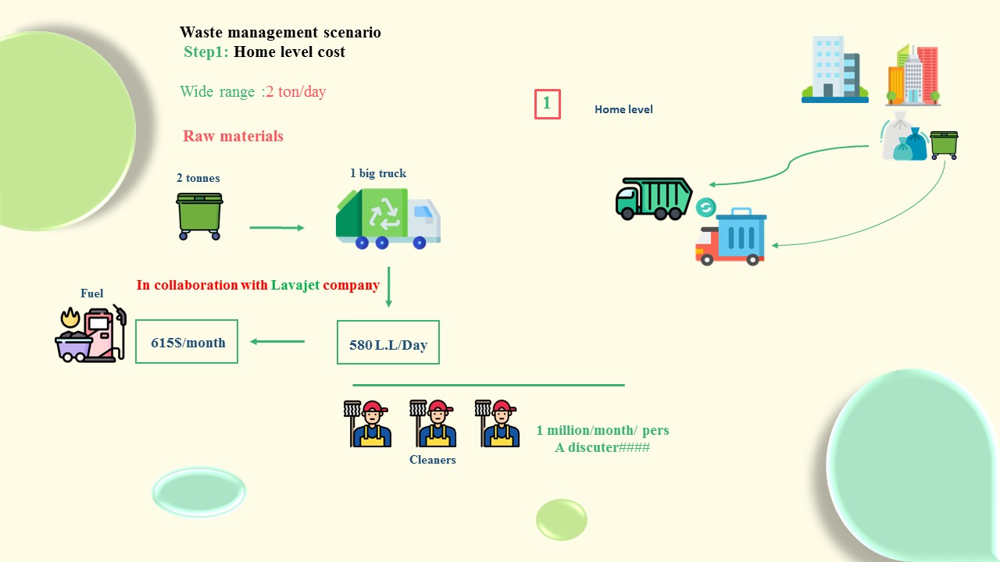 Waste management scenario
Step1: Home level cost
Wide range :2 ton/day
1
Home level
Raw materials
2 tonnes
1 big truck
In collaboration with Lavajet company
Fuel
615$/month
580 L.L/Day
1 million/month/ pers
A discuter####
Cleaners